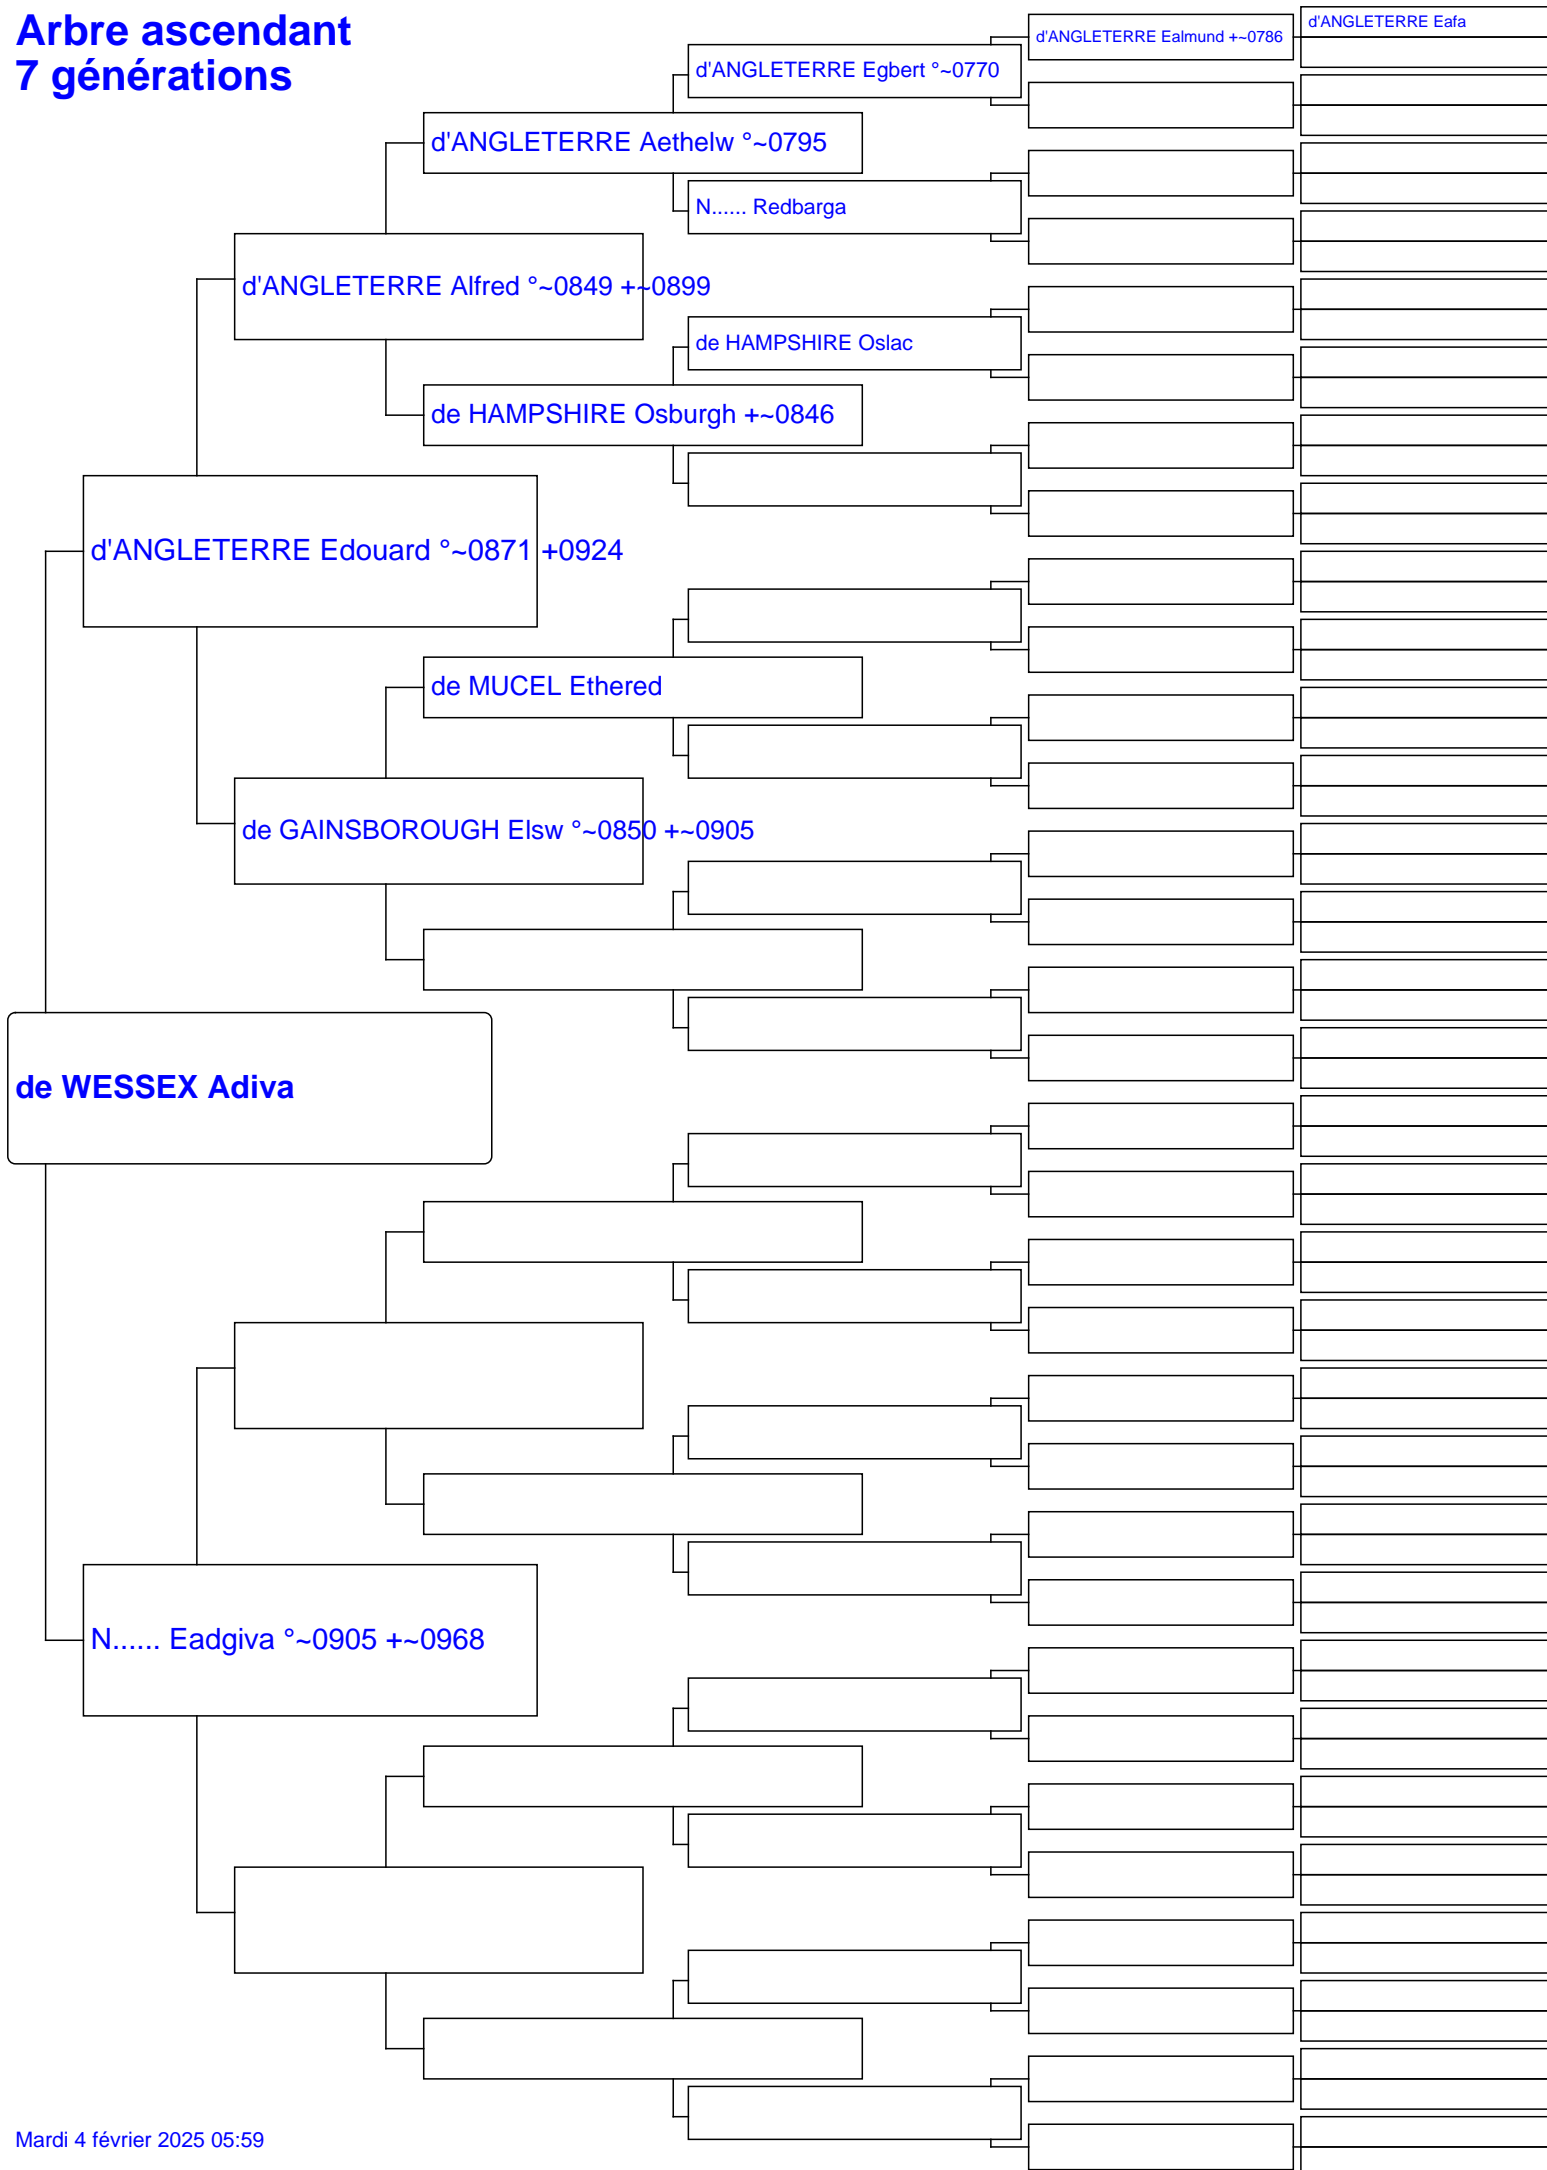 Arbre ascendant
7 générations
d'ANGLETERRE Eafa
d'ANGLETERRE Ealmund +~0786
d'ANGLETERRE Egbert °~0770
d'ANGLETERRE Aethelw °~0795
N...... Redbarga
d'ANGLETERRE Alfred °~0849 +~0899
de HAMPSHIRE Oslac
de HAMPSHIRE Osburgh +~0846
d'ANGLETERRE Edouard °~0871 +0924
de MUCEL Ethered
de GAINSBOROUGH Elsw °~0850 +~0905
de WESSEX Adiva
N...... Eadgiva °~0905 +~0968
Mardi 4 février 2025 05:59